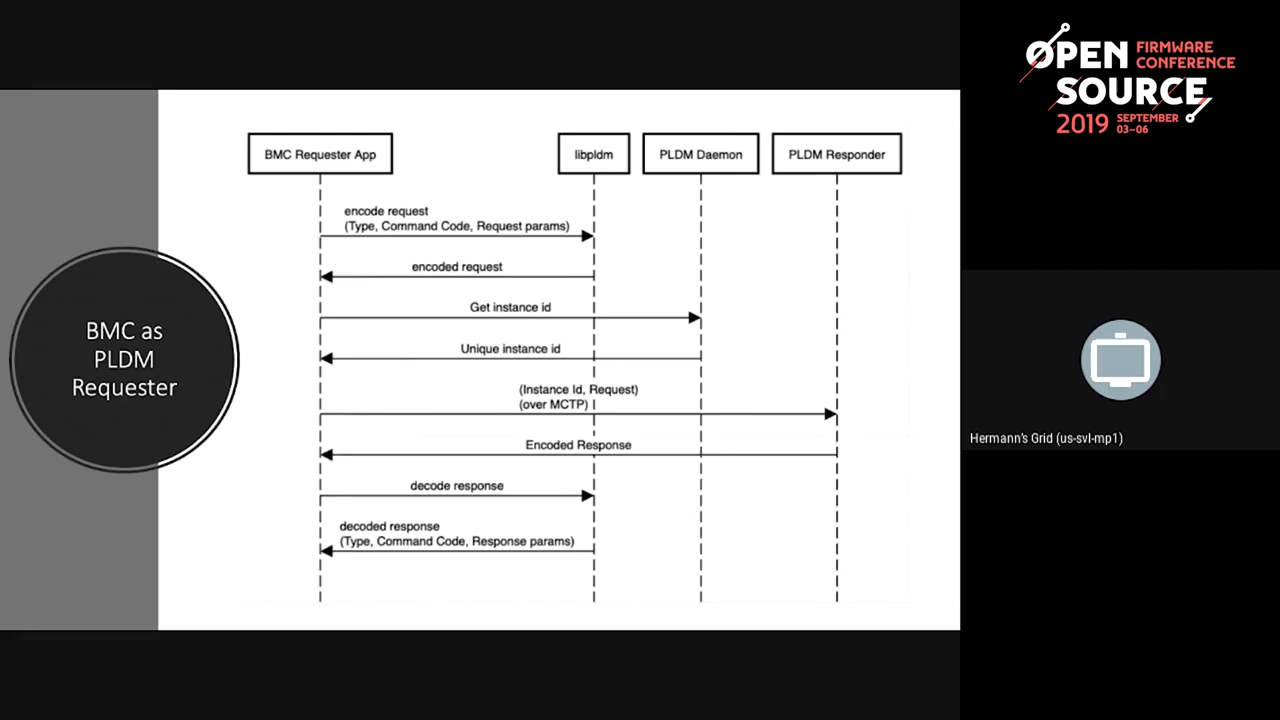 BMC Requester App
libpldm
PLDM Daemon
PLDM Responder
encode request
(Type, Command Code, Request params)
encoded request
Get instance id
Unique instance id
(Instance Id, Request)
(over MCTP)
Encoded Response
decode response
decoded response
(Type, Command Code, Response params)
BMC as
PLDM
Requester
OPEN FIRMWARE
CONFERENCE
SOURCE
2019 SEPTEMBER
03–06
Hermann's Grid (us-svl-mp1)